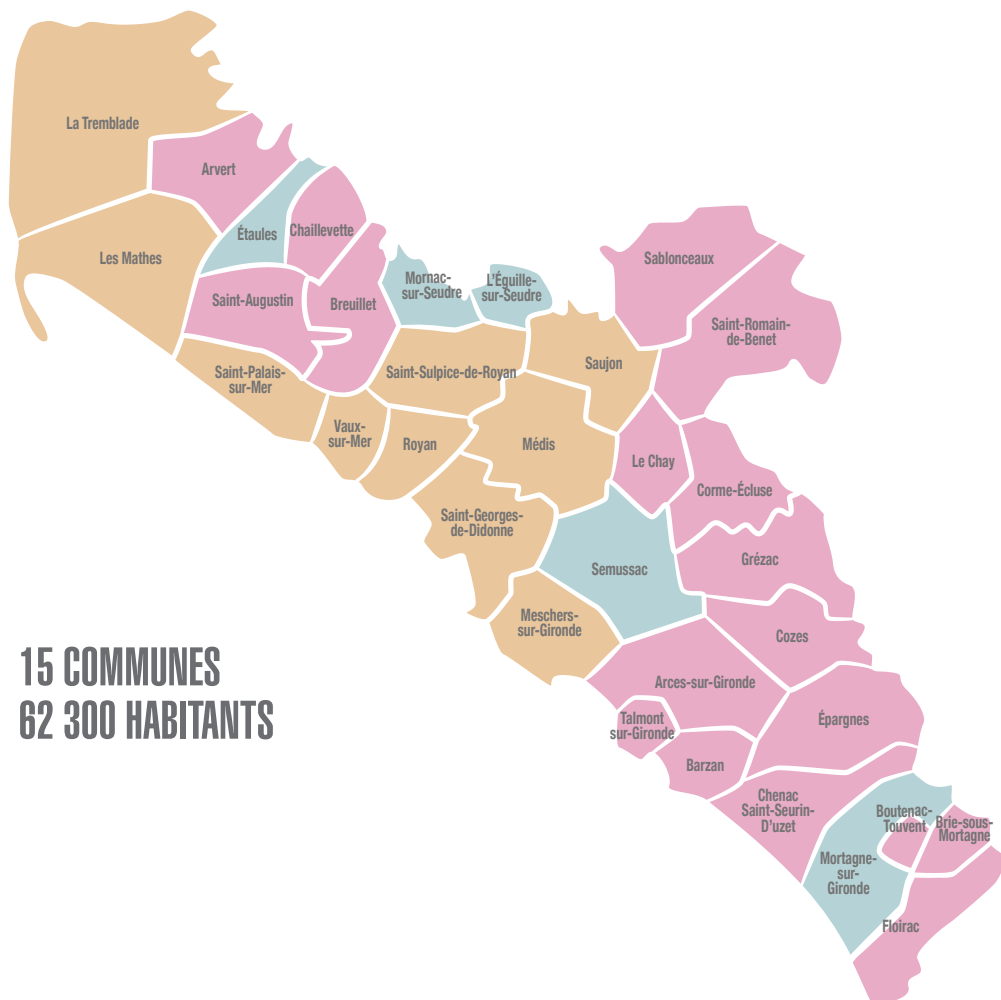 La Tremblade
Arvert
Étaules
Chaillevette
Les Mathes
Saint-Augustin
Breuillet
Mornac-
sur-Seudre
L'Éguille-
sur-Seudre
Sablonceaux
Saint-Romain-
de-Benet
Saint-Palais-
sur-Mer
Saint-Sulpice-de-Royan
Saujon
Vaux-
sur-Mer
Royan
Médis
Le Chay
Corme-Écluse
Saint-Georges-
de-Didonne
Semussac
Grézac
Meschers-
sur-Gironde
Cozes
15 COMMUNES
62 300 HABITANTS
Arces-sur-Gironde
Talmont
sur-Gironde
Épargnes
Barzan
Chenac
Saint-Seurin-
D'uzet
Boutenac-
Touvent
Brie-sous-
Mortagne
Mortagne-
sur-
Gironde
Floirac